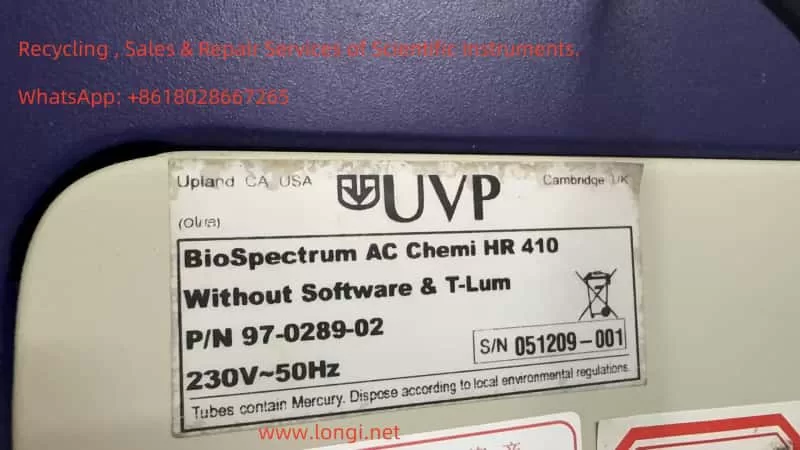 Recycling , Sales & Repair Services of Scientific Instruments.
WhatsApp: +8618028667265
Upland CA USA
UVP
Cambridge UK
BioSpectrum AC Chemi HR 410
Without Software & T-Lum
P/N 97-0289-02
S/N 051209-001
230V~50Hz
Tubes contain Mercury. Dispose according to local environmental regulations.
www.longi.net